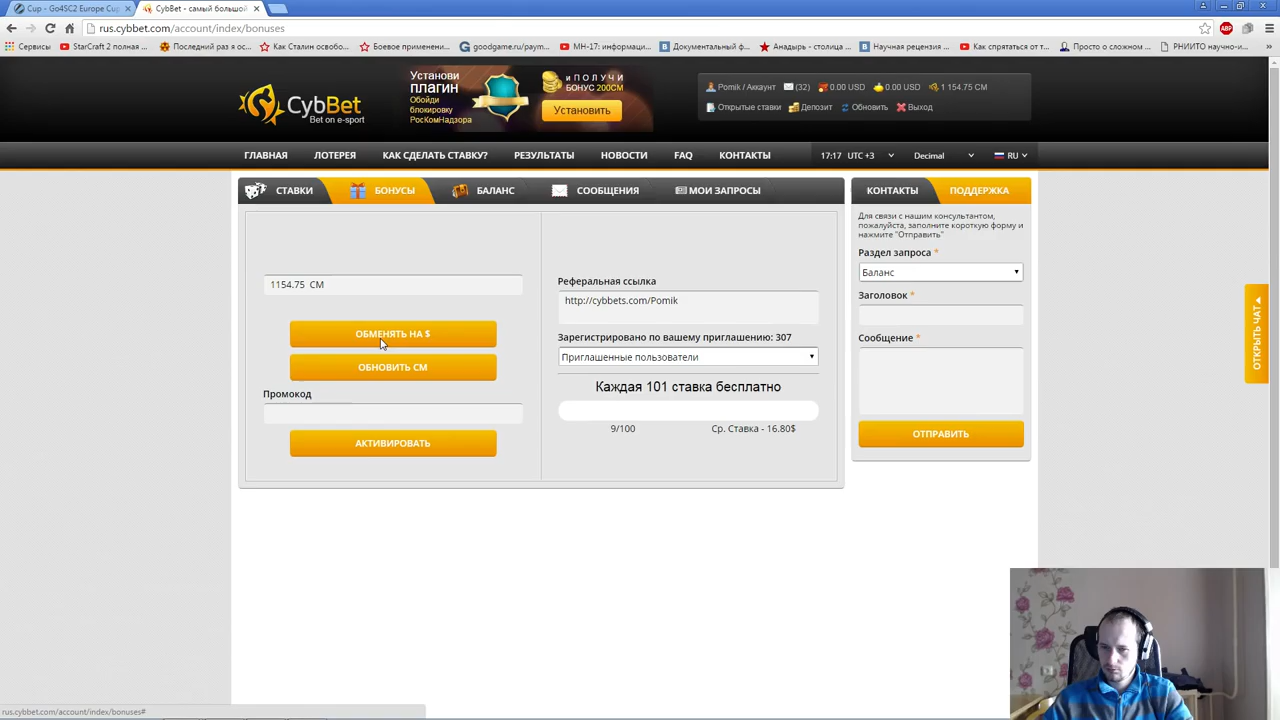 Cup - Go4SC2 Europe Cup
CybBet - самый большой
rus.cybbet.com/account/index/bonuses
ABP
Сервисы
StarCraft 2 полная ...
Последний раз я ос...
Как Сталин освобо...
Боевое применени...
goodgame.ru/paym...
МН-17: информаци...
Документальный ф...
Анадырь - столица ...
Научная рецензия ...
Как спрятаться от т...
Просто о сложном ...
РНИИТО научно-и...
CybBet
Bet on e-sport
Установи
плагин
Обойди
блокировку
РосКомНадзора
и ПОЛУЧИ
БОНУС 200CM
Установить
Pomik / Аккаунт (32) 0.00 USD 0.00 USD 1 154.75 CM
Открытые ставки Депозит Обновить Выход
ГЛАВНАЯ ЛОТЕРЕЯ КАК СДЕЛАТЬ СТАВКУ? РЕЗУЛЬТАТЫ НОВОСТИ FAQ КОНТАКТЫ 17:17 UTC +3 Decimal RU
СТАВКИ БОНУСЫ БАЛАНС СООБЩЕНИЯ МОИ ЗАПРОСЫ
КОНТАКТЫ ПОДДЕРЖКА
1154.75 CM
ОБМЕНЯТЬ НА $
ОБНОВИТЬ CM
Промокод
АКТИВИРОВАТЬ
Реферальная ссылка
http://cybbets.com/Pomik
Зарегистрировано по вашему приглашению: 307
Приглашенные пользователи
Каждая 101 ставка бесплатно
9/100 Ср. Ставка - 16.80$
Для связи с нашим консультантом,
пожалуйста, заполните короткую форму и
нажмите "Отправить"
Раздел запроса *
Баланс
Заголовок *
Сообщение *
ОТПРАВИТЬ
ОТКРЫТЬ ЧАТ
rus.cybbet.com/account/index/bonuses#